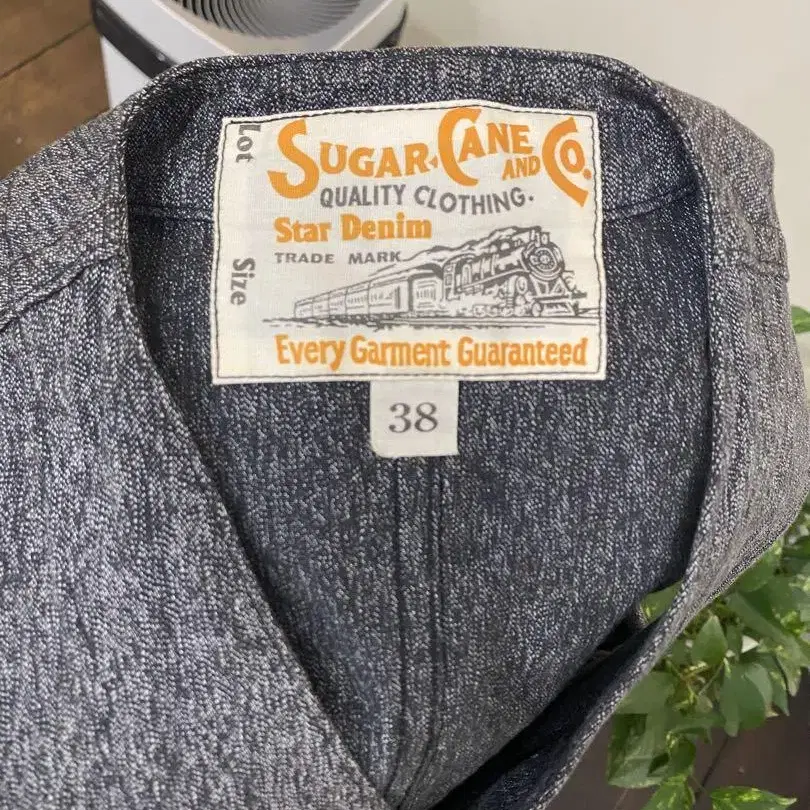 Lot
SUGAR CANE AND CO.
QUALITY CLOTHING.
Star Denim
TRADE MARK
Size
Every Garment Guaranteed
38